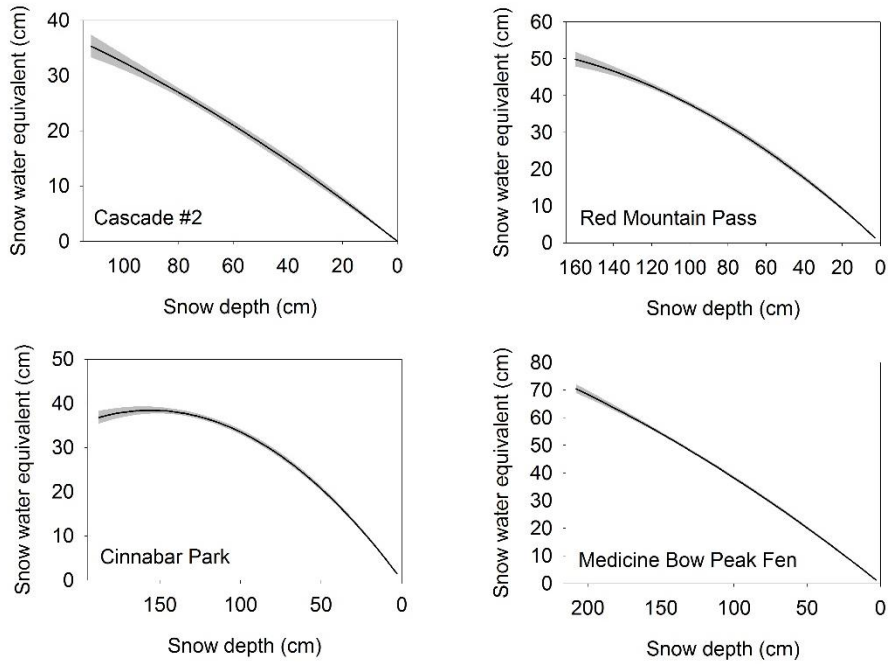 Snow water equivalent (cm)
40
30
20
10
0
Cascade #2
100 80 60 40 20 0
Snow depth (cm)
Snow water equivalent (cm)
60
50
40
30
20
10
0
Red Mountain Pass
160 140 120 100 80 60 40 20 0
Snow depth (cm)
Snow water equivalent (cm)
50
40
30
20
10
0
Cinnabar Park
150 100 50 0
Snow depth (cm)
Snow water equivalent (cm)
80
70
60
50
40
30
20
10
0
Medicine Bow Peak Fen
200 150 100 50 0
Snow depth (cm)